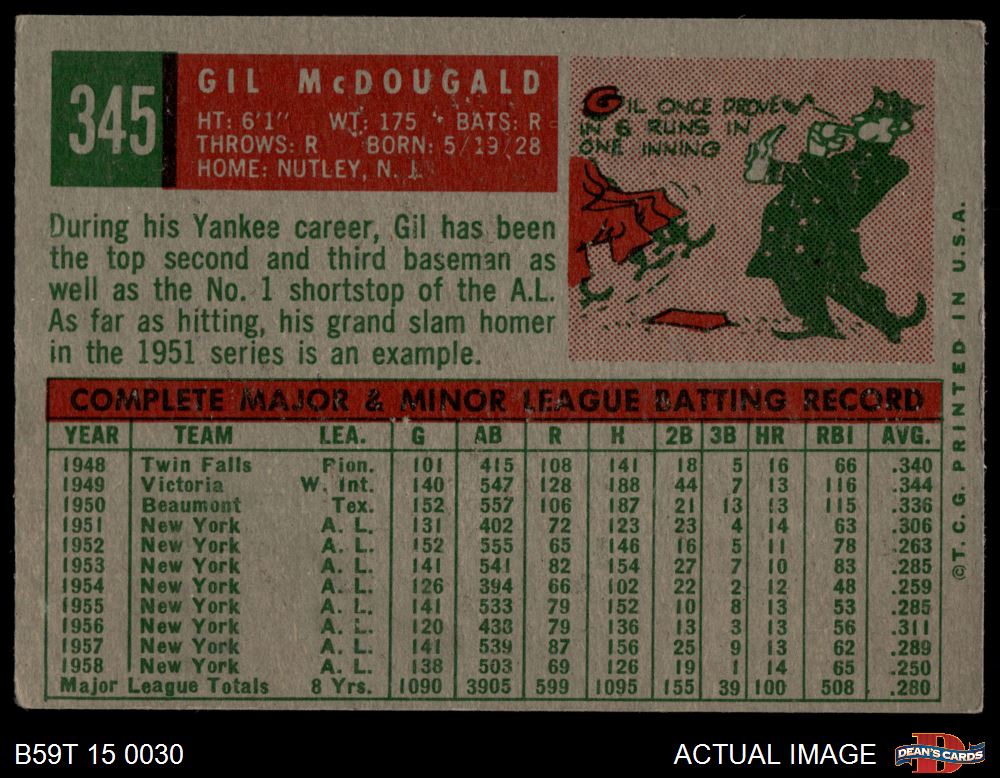 345
GIL McDOUGALD
HT: 6'1" WT: 175 BATS: R
THROWS: R BORN: 5/19/28
HOME: NUTLEY, N. J.
GIL ONCE DROVE
IN 6 RUNS IN
ONE INNING
During his Yankee career, Gil has been
the top second and third baseman as
well as the No. 1 shortstop of the A.L.
As far as hitting, his grand slam homer
in the 1951 series is an example.
COMPLETE MAJOR & MINOR LEAGUE BATTING RECORD
YEAR TEAM LEA. G AB R H 2B 3B HR RBI AVG.
1948 Twin Falls Pion. 101 415 108 141 18 5 16 66 .340
1949 Victoria W. Int. 140 547 128 188 44 7 13 116 .344
1950 Beaumont Tex. 152 557 106 187 21 13 13 115 .336
1951 New York A. L. 131 402 72 123 23 4 14 63 .306
1952 New York A. L. 152 555 65 146 16 5 11 78 .263
1953 New York A. L. 141 541 82 154 27 7 10 83 .285
1954 New York A. L. 126 394 66 102 22 2 12 48 .259
1955 New York A. L. 141 533 79 152 10 8 13 53 .285
1956 New York A. L. 120 438 79 136 13 3 13 56 .311
1957 New York A. L. 141 539 87 156 25 9 13 62 .289
1958 New York A. L. 138 503 69 126 19 1 14 65 .250
Major League Totals 8 Yrs. 1090 3905 599 1095 155 39 100 508 .280
©T.C.G. PRINTED IN U.S.A.
B59T 15 0030
ACTUAL IMAGE
DEAN'S CARDS